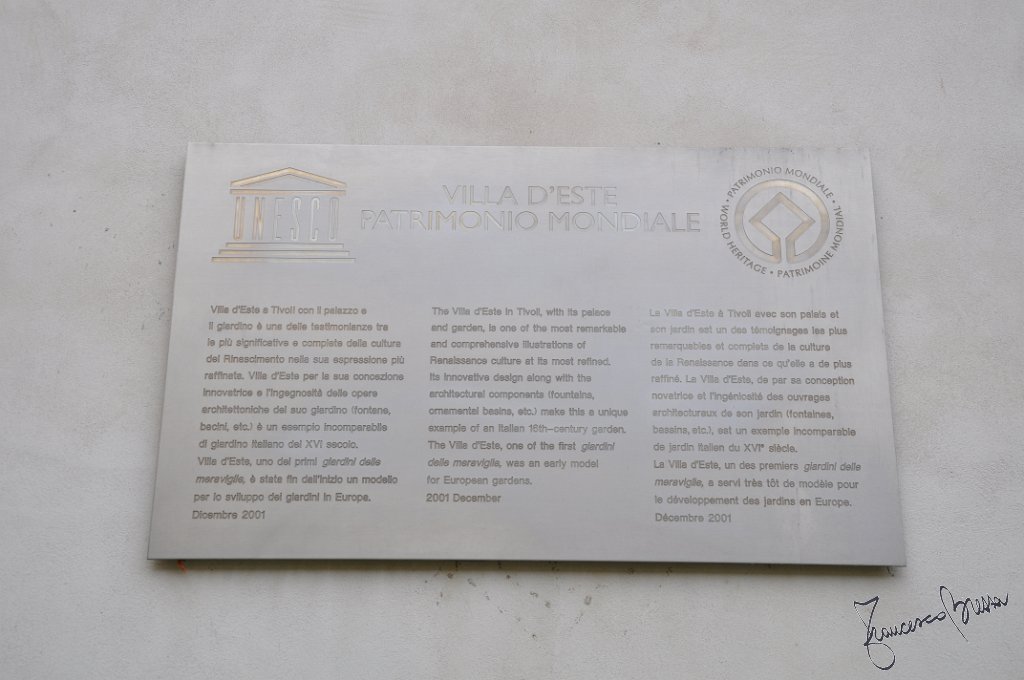 UNESCO
VILLA D'ESTE
PATRIMONIO MONDIALE
• PATRIMONIO MONDIALE • WORLD HERITAGE • PATRIMOINE MONDIAL
Villa d'Este a Tivoli con il palazzo e
il giardino è una delle testimonianze tra
le più significative e complete della cultura
del Rinascimento nella sua espressione più
raffinata. Villa d'Este per la sua concezione
innovatrice e l'ingegnosità delle opere
architettoniche del suo giardino (fontane,
bacini, etc.) è un esempio incomparabile
di giardino italiano del XVI secolo.
Villa d'Este, uno dei primi giardini delle
meraviglie, è stata fin dall'inizio un modello
per lo sviluppo dei giardini in Europa.
Dicembre 2001
The Villa d'Este in Tivoli, with its palace
and garden, is one of the most remarkable
and comprehensive illustrations of
Renaissance culture at its most refined.
Its innovative design along with the
architectural components (fountains,
ornamental basins, etc.) make this a unique
example of an Italian 16th-century garden.
The Villa d'Este, one of the first giardini
delle meraviglie, was an early model
for European gardens.
2001 December
La Villa d'Este à Tivoli avec son palais et
son jardin est un des témoignages les plus
remarquables et complets de la culture
de la Renaissance dans ce qu'elle a de plus
raffiné. La Villa d'Este, de par sa conception
novatrice et l'ingéniosité des ouvrages
architecturaux de son jardin (fontaines,
bassins, etc.), est un exemple incomparable
de jardin italien du XVIᵉ siècle.
La Villa d'Este, un des premiers giardini delle
meraviglie, a servi très tôt de modèle pour
le développement des jardins en Europe.
Décembre 2001
Francesco Bressa